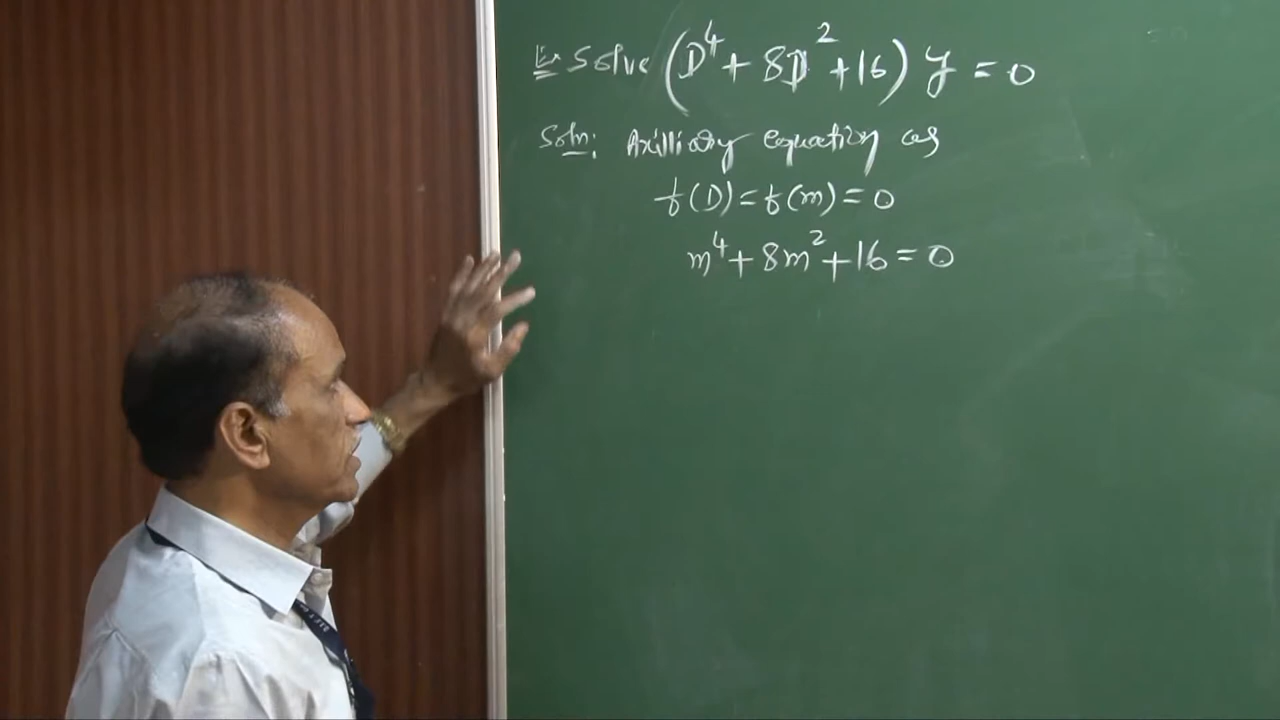 Ex Solve (D⁴ + 8D² + 16) y = 0
Soln: Axilliary equation as
f(D) = f(m) = 0
m⁴ + 8m² + 16 = 0